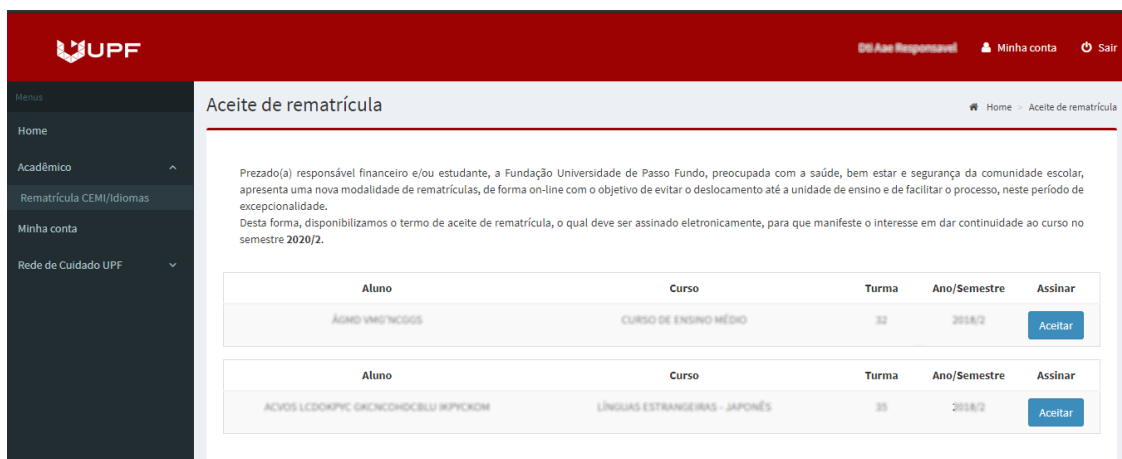 UPF
Dti Aae Responsavel Minha conta Sair
Menus
Home
Acadêmico
Rematrícula CEMI/Idiomas
Minha conta
Rede de Cuidado UPF
Aceite de rematrícula
Home > Aceite de rematrícula
Prezado(a) responsável financeiro e/ou estudante, a Fundação Universidade de Passo Fundo, preocupada com a saúde, bem estar e segurança da comunidade escolar,
apresenta uma nova modalidade de rematrículas, de forma on-line com o objetivo de evitar o deslocamento até a unidade de ensino e de facilitar o processo, neste período de
excepcionalidade.
Desta forma, disponibilizamos o termo de aceite de rematrícula, o qual deve ser assinado eletronicamente, para que manifeste o interesse em dar continuidade ao curso no
semestre 2020/2.
Aluno Curso Turma Ano/Semestre Assinar
CURSO DE ENSINO MÉDIO 32 2018/2 Aceitar
Aluno Curso Turma Ano/Semestre Assinar
LÍNGUAS ESTRANGEIRAS - JAPONÊS 35 2018/2 Aceitar